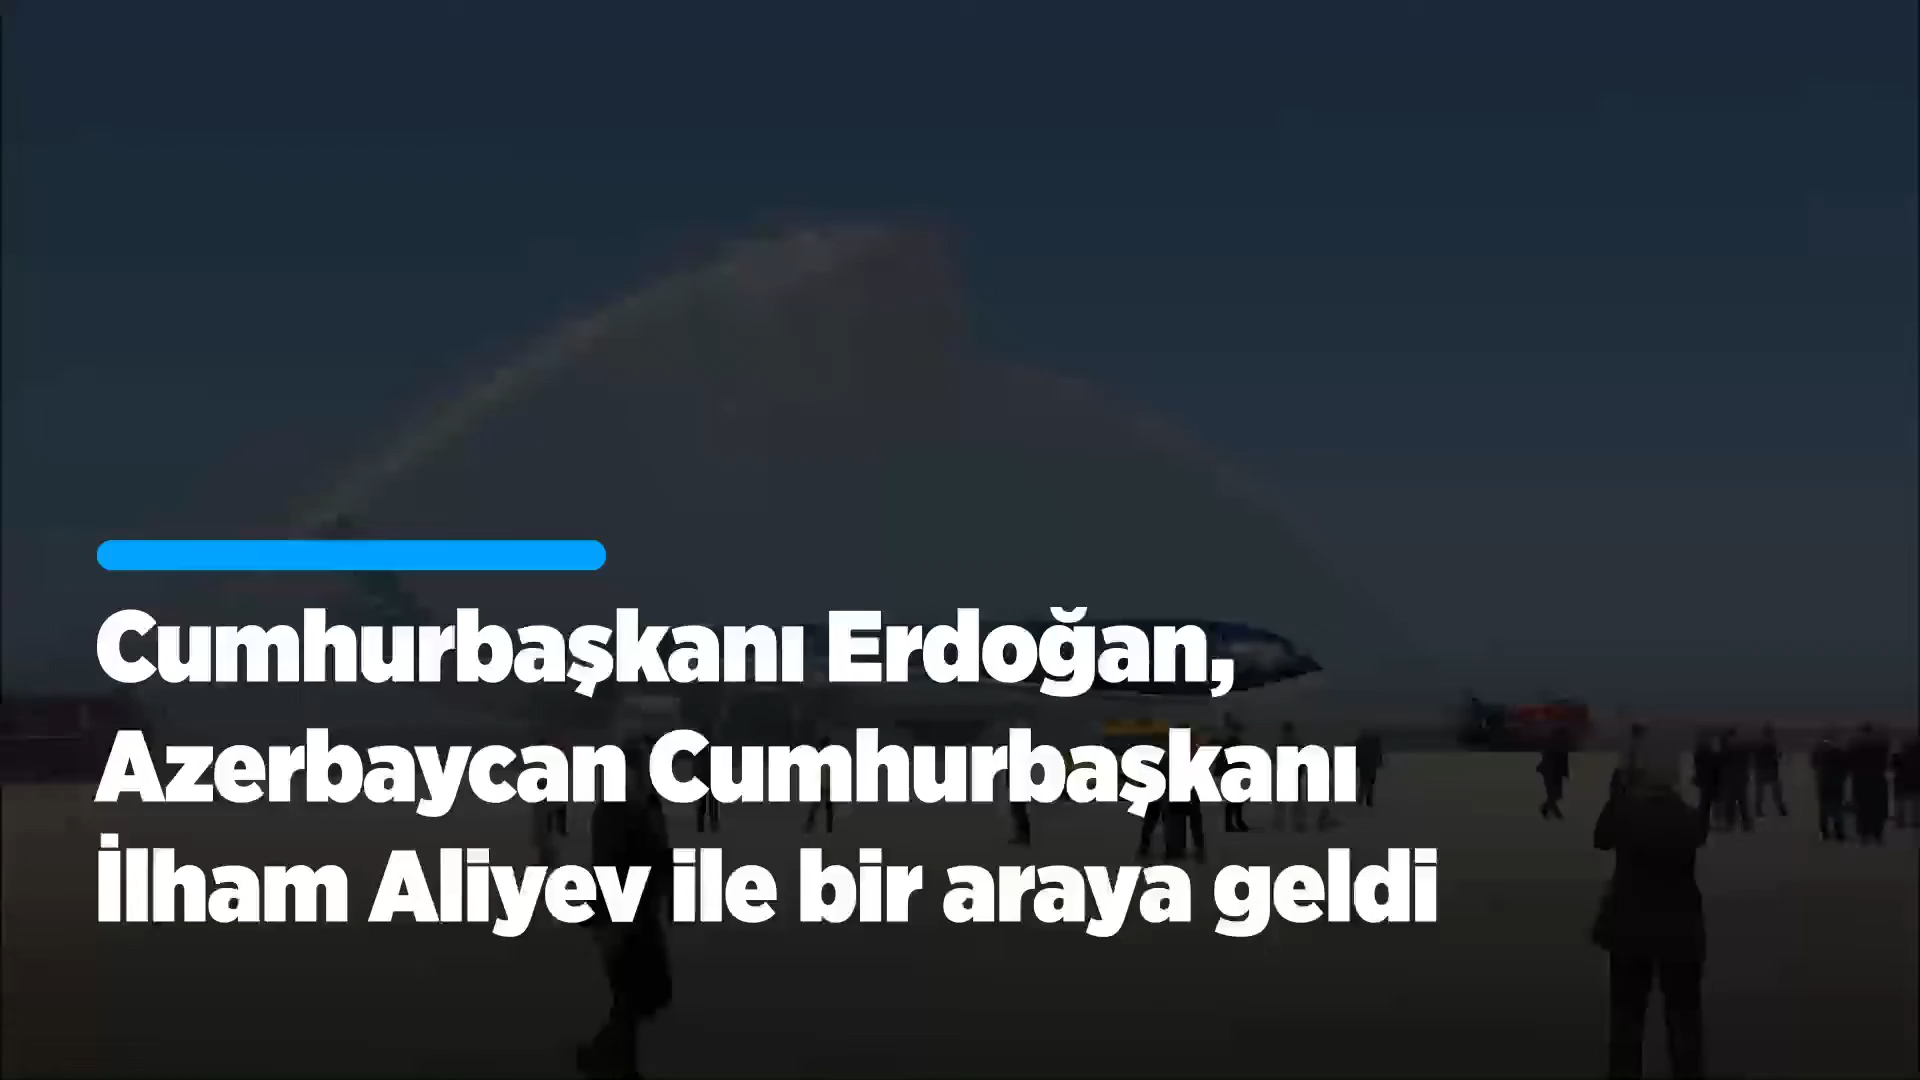 Cumhurbaşkanı Erdoğan,
Azerbaycan Cumhurbaşkanı
İlham Aliyev ile bir araya geldi